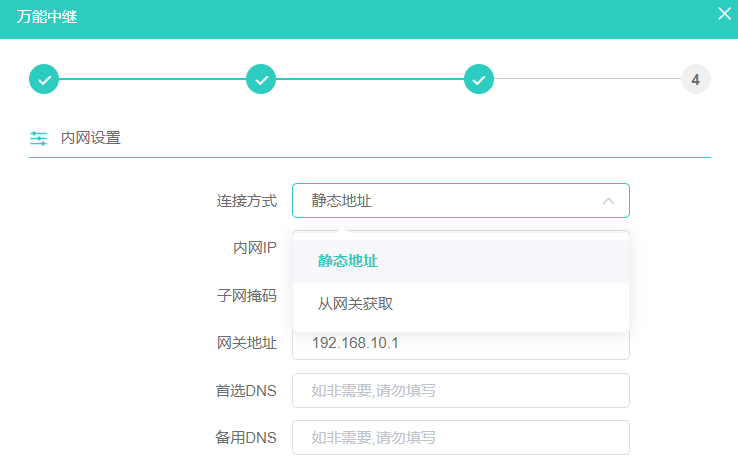 万能中继
4
内网设置
连接方式 静态地址
内网IP
静态地址
子网掩码
从网关获取
网关地址 192.168.10.1
首选DNS 如非需要,请勿填写
备用DNS 如非需要,请勿填写